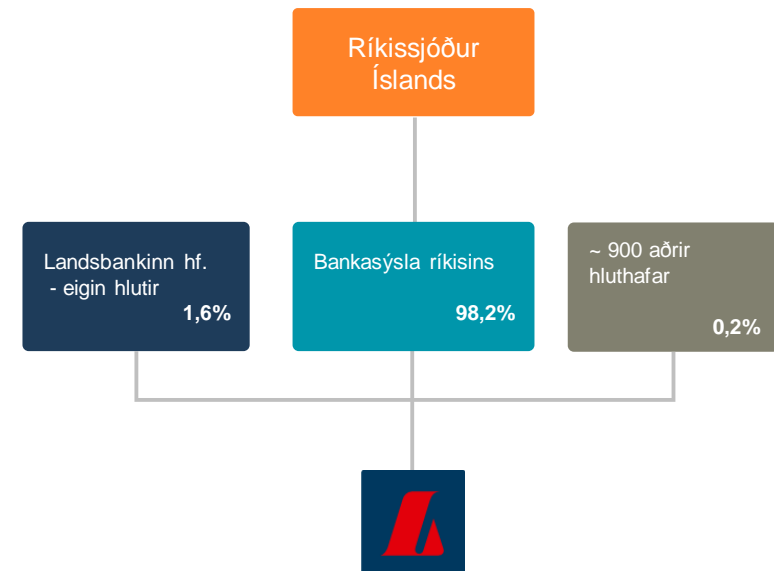 Ríkissjóður
Íslands
Landsbankinn hf.
- eigin hlutir
1,6%
Bankasýsla ríkisins
98,2%
~ 900 aðrir
hluthafar
0,2%